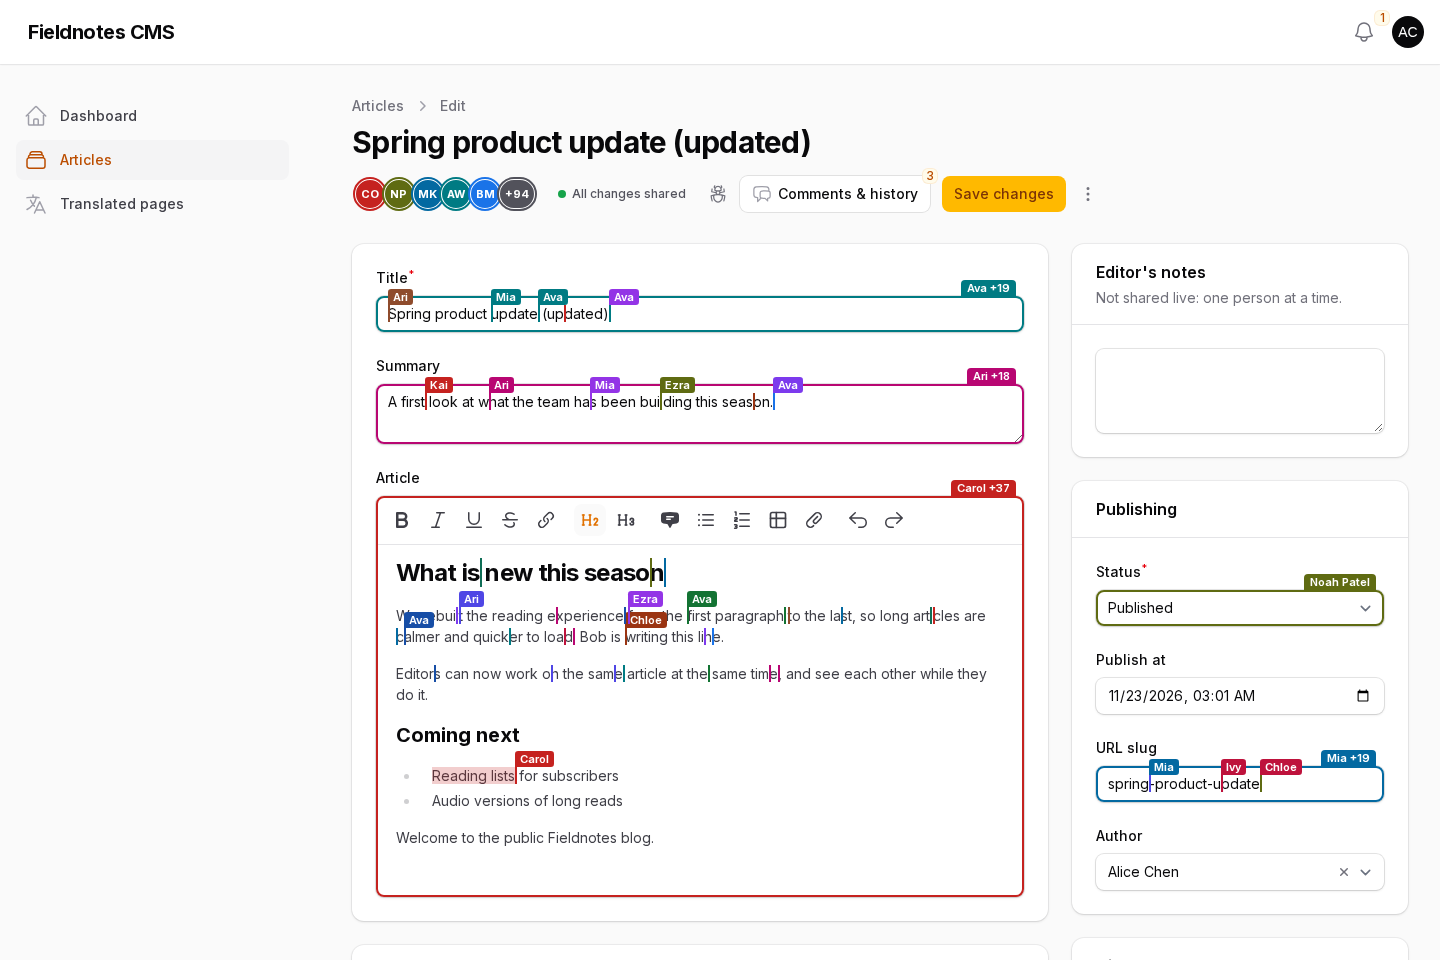 Fieldnotes CMS
1
AC
Dashboard
Articles
Translated pages
Articles
Edit
Spring product update (updated)
CO
NP
MK
AW
BM
+94
All changes shared
Comments & history
3
Save changes
Title*
Ava +19
Ari
Mia
Ava
Ava
Spring product update (updated)
Summary
Ari +18
Kai
Ari
Mia
Ezra
Ava
A first look at what the team has been building this season.
Article
Carol +37
H2
H3
What is new this season
Ari
Ezra
Ava
the reading experience the first paragraph to the last, so long articles are
Ava
Chloe
calmer and quicker to load. Bob is writing this line.
Editors can now work on the same article at the same time, and see each other while they
do it.
Coming next
Carol
Reading lists for subscribers
Audio versions of long reads
Welcome to the public Fieldnotes blog.
Editor's notes
Not shared live: one person at a time.
Publishing
Status*
Noah Patel
Published
Publish at
11/23/2026, 03:01 AM
URL slug
Mia +19
Mia
Ivy
Chloe
spring-product-update
Author
Alice Chen